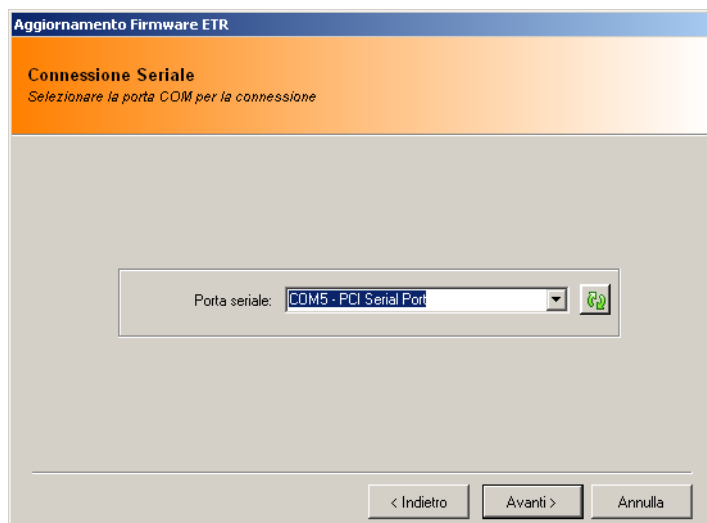 Aggiornamento Firmware ETR
Connessione Seriale
Selezionare la porta COM per la connessione
Porta seriale: COM5 - PCI Serial Port
< Indietro Avanti > Annulla